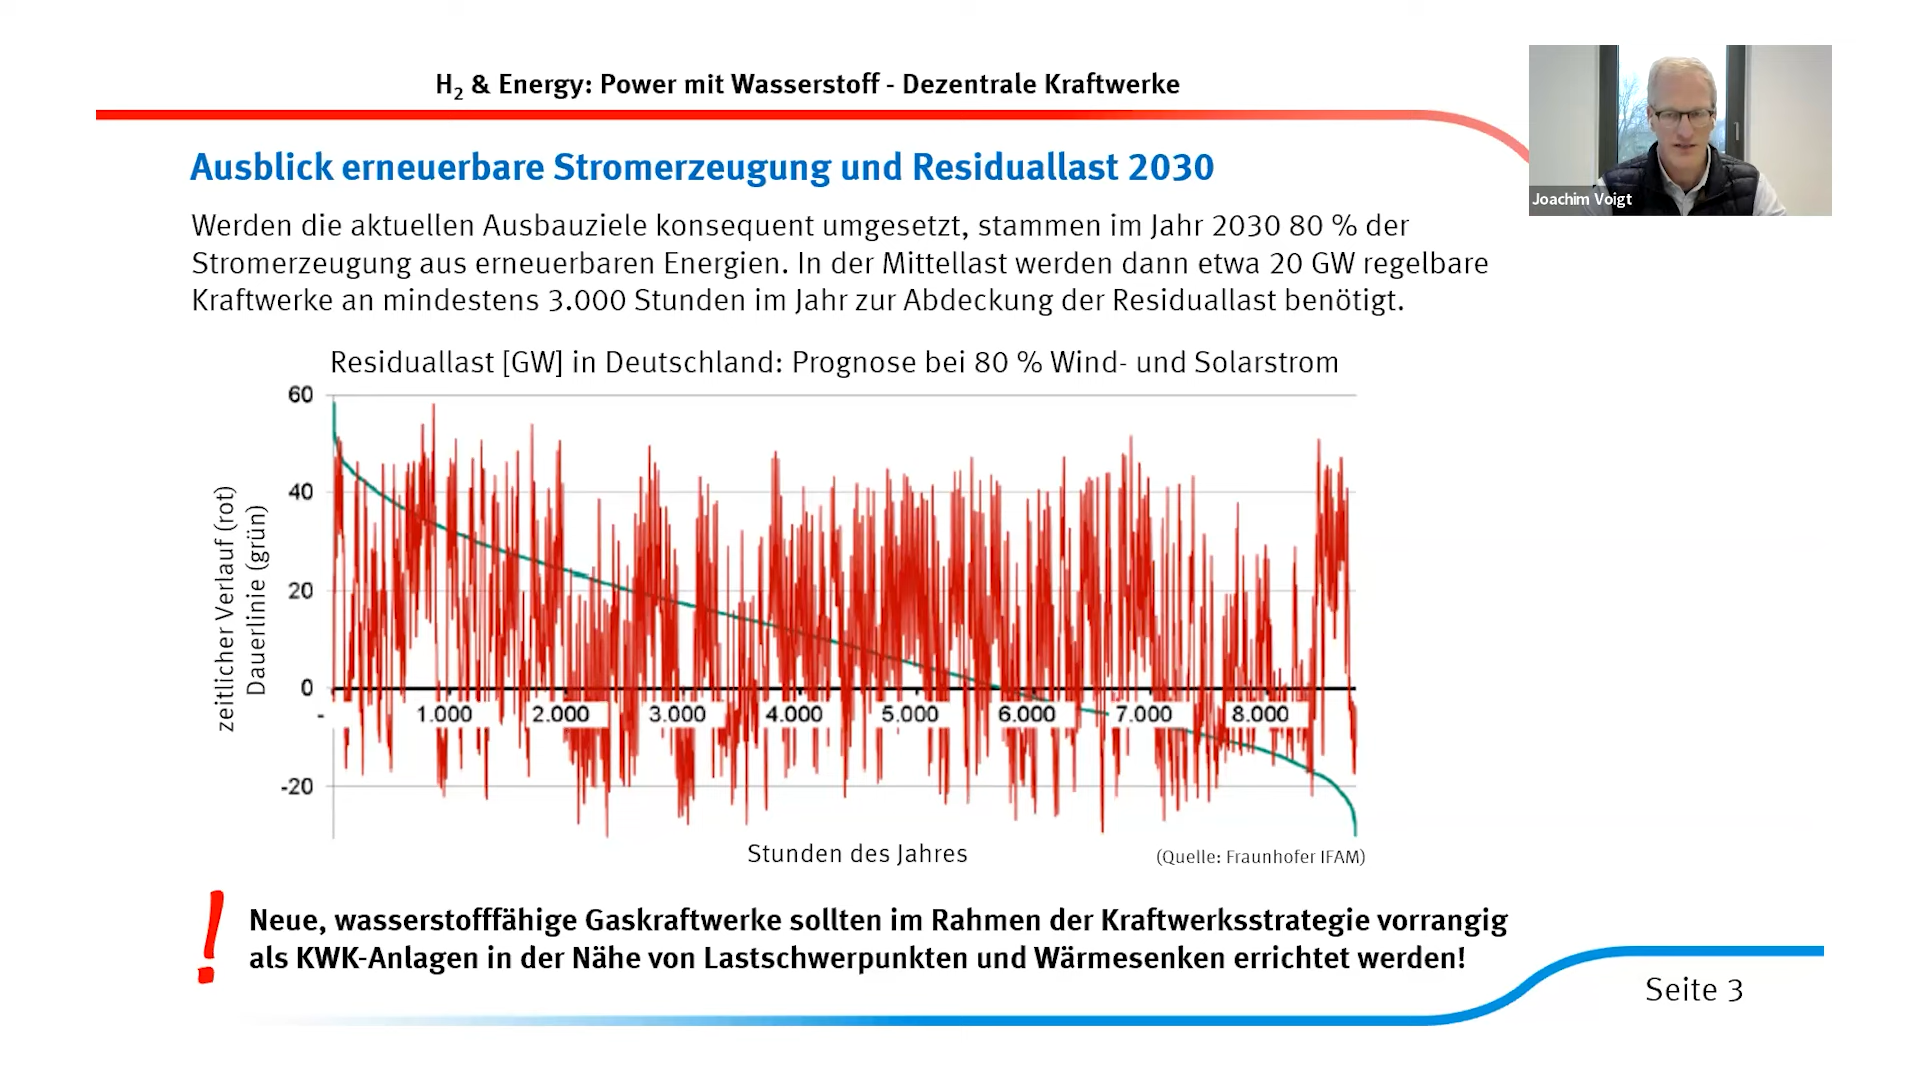 H₂ & Energy: Power mit Wasserstoff - Dezentrale Kraftwerke
Joachim Voigt
Ausblick erneuerbare Stromerzeugung und Residuallast 2030
Werden die aktuellen Ausbauziele konsequent umgesetzt, stammen im Jahr 2030 80 % der
Stromerzeugung aus erneuerbaren Energien. In der Mittellast werden dann etwa 20 GW regelbare
Kraftwerke an mindestens 3.000 Stunden im Jahr zur Abdeckung der Residuallast benötigt.
Residuallast [GW] in Deutschland: Prognose bei 80 % Wind- und Solarstrom
zeitlicher Verlauf (rot)
Dauerlinie (grün)
60
40
20
0
-20
- 1.000 2.000 3.000 4.000 5.000 6.000 7.000 8.000
Stunden des Jahres
(Quelle: Fraunhofer IFAM)
! Neue, wasserstofffähige Gaskraftwerke sollten im Rahmen der Kraftwerksstrategie vorrangig
als KWK-Anlagen in der Nähe von Lastschwerpunkten und Wärmesenken errichtet werden!
Seite 3